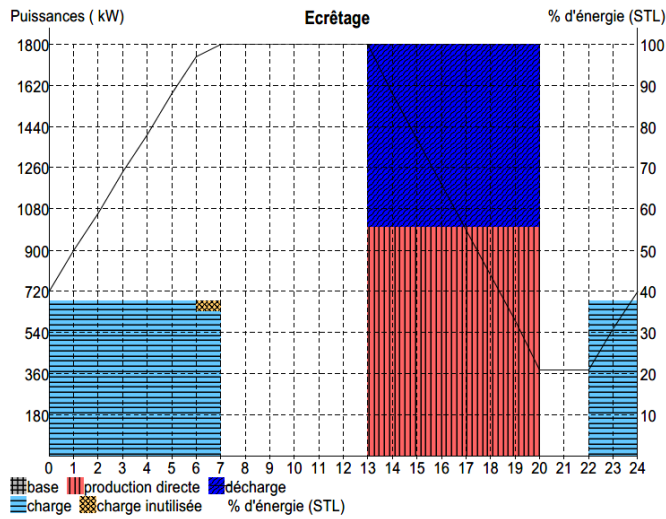 Puissances ( kW) Ecrêtage % d'énergie (STL)
1800 100
1620 90
1440 80
1260 70
1080 60
900 50
720 40
540 30
360 20
180 10
0 1 2 3 4 5 6 7 8 9 10 11 12 13 14 15 16 17 18 19 20 21 22 23 24
base production directe décharge
charge charge inutilisée % d'énergie (STL)